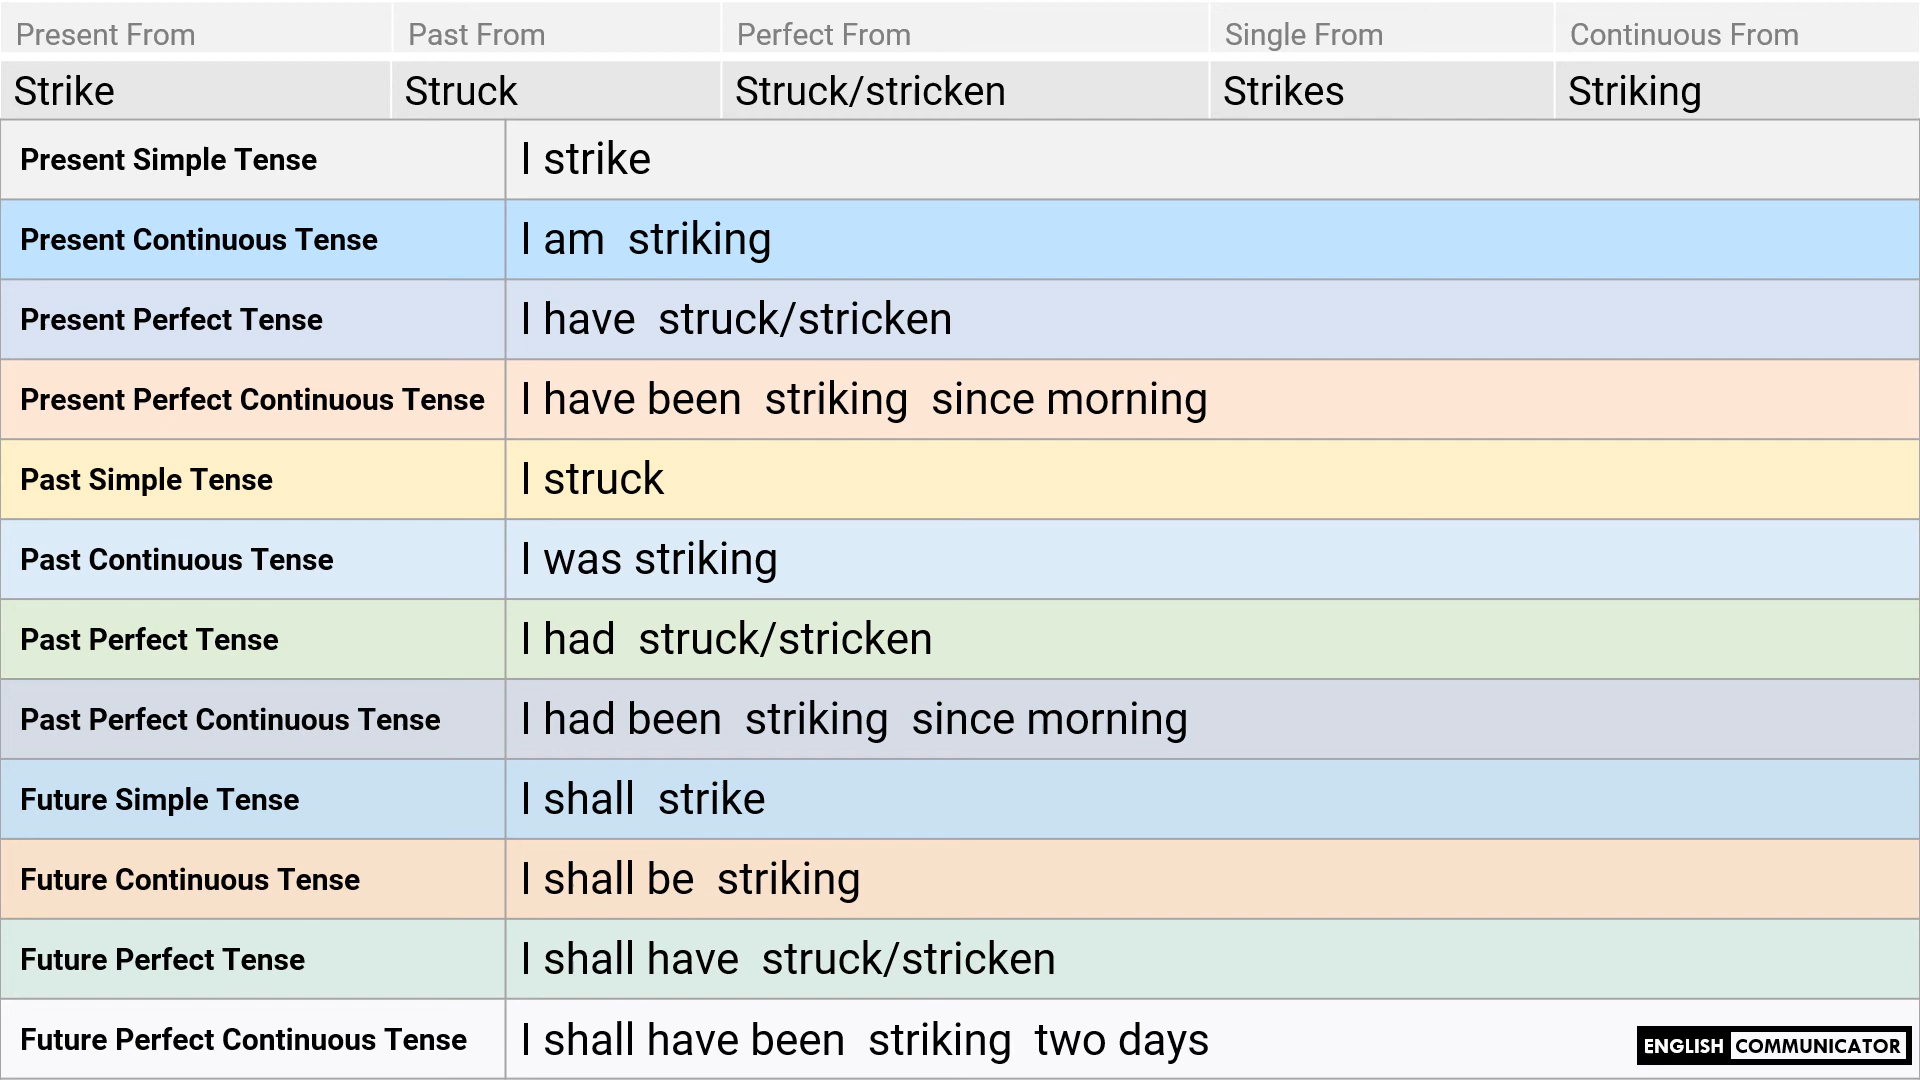 Present From Past From Perfect From Single From Continuous From
Strike Struck Struck/stricken Strikes Striking
Present Simple Tense I strike
Present Continuous Tense I am striking
Present Perfect Tense I have struck/stricken
Present Perfect Continuous Tense I have been striking since morning
Past Simple Tense I struck
Past Continuous Tense I was striking
Past Perfect Tense I had struck/stricken
Past Perfect Continuous Tense I had been striking since morning
Future Simple Tense I shall strike
Future Continuous Tense I shall be striking
Future Perfect Tense I shall have struck/stricken
Future Perfect Continuous Tense I shall have been striking two days
ENGLISH COMMUNICATOR